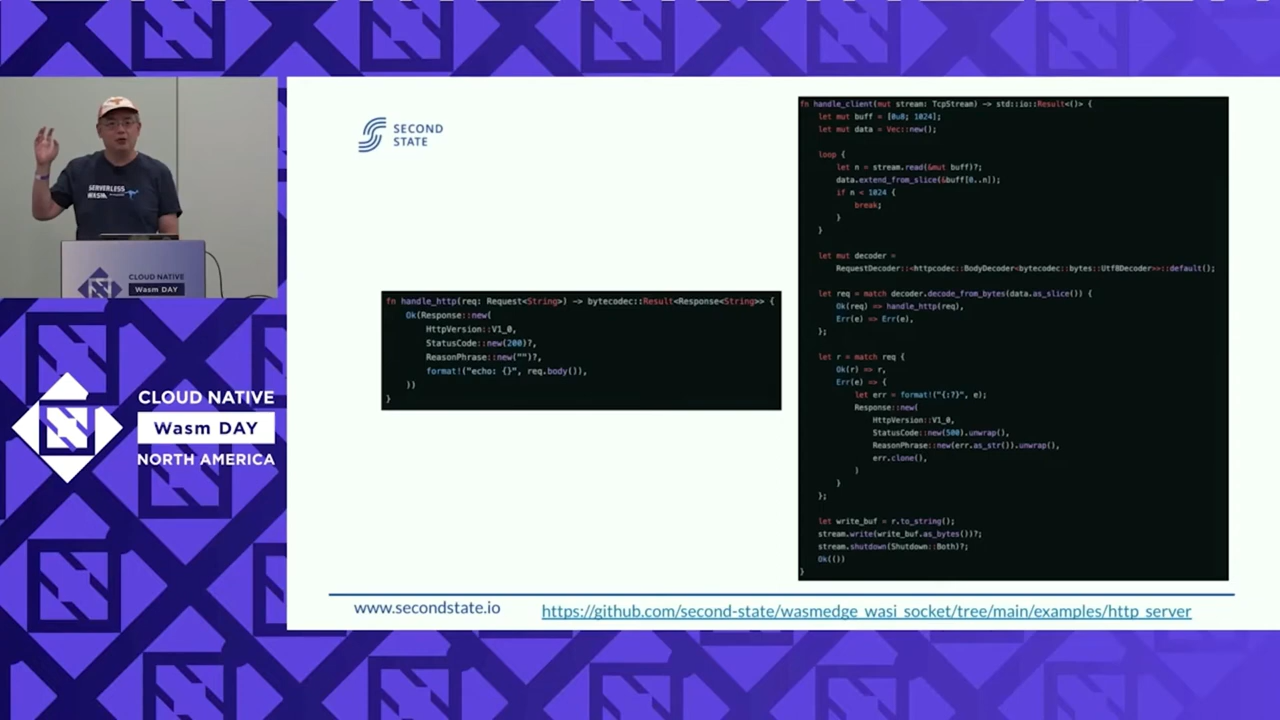 SECOND
STATE
SERVERLESS
WASM
CLOUD NATIVE
Wasm DAY
CLOUD NATIVE
Wasm DAY
NORTH AMERICA
fn handle_http(req: Request<String>) -> bytecodec::Result<Response<String>> {
    Ok(Response::new(
        HttpVersion::V1_0,
        StatusCode::new(200)?,
        ReasonPhrase::new("")?,
        format!("echo: {}", req.body()),
    ))
}
fn handle_client(mut stream: TcpStream) -> std::io::Result<()> {
    let mut buff = [0u8; 1024];
    let mut data = Vec::new();
    loop {
        let n = stream.read(&mut buff)?;
        data.extend_from_slice(&buff[0..n]);
        if n < 1024 {
            break;
        }
    }
    let mut decoder =
        RequestDecoder::<httpcodec::BodyDecoder<bytecodec::bytes::Utf8Decoder>>::default();
    let req = match decoder.decode_from_bytes(data.as_slice()) {
        Ok(req) => handle_http(req),
        Err(e) => Err(e),
    };
    let r = match req {
        Ok(r) => r,
        Err(e) => {
            let err = format!("{:?}", e);
            Response::new(
                HttpVersion::V1_0,
                StatusCode::new(500).unwrap(),
                ReasonPhrase::new(err.as_str()).unwrap(),
                err.clone(),
            )
        }
    };
    let write_buf = r.to_string();
    stream.write(write_buf.as_bytes())?;
    stream.shutdown(Shutdown::Both)?;
    Ok(())
}
www.secondstate.io
https://github.com/second-state/wasmedge_wasi_socket/tree/main/examples/http_server